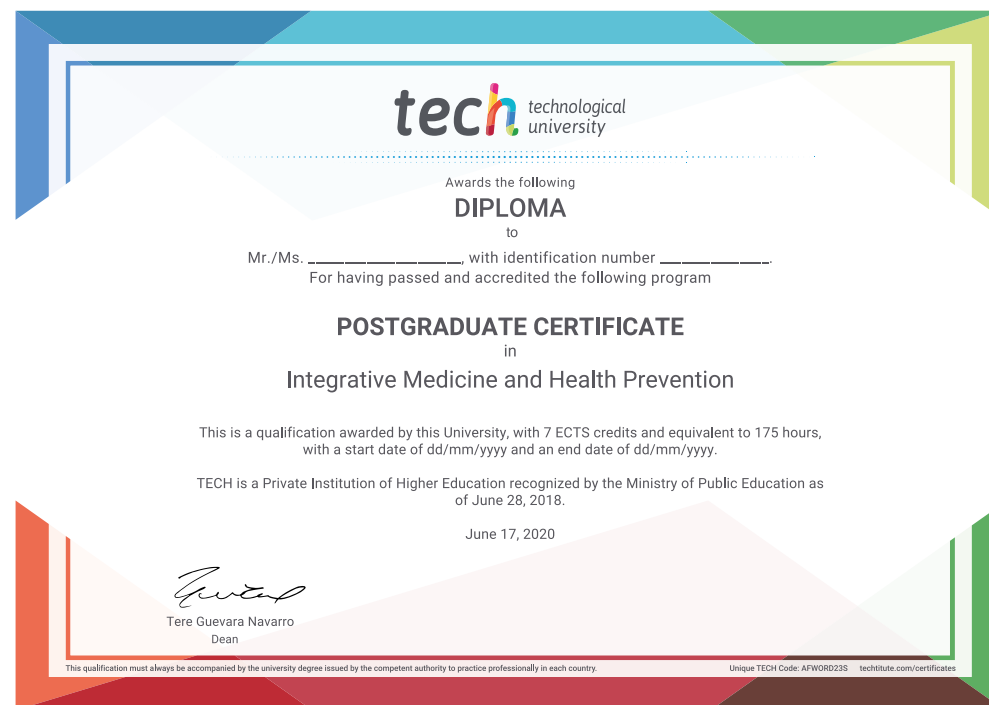 tech technological
university
Awards the following
DIPLOMA
to
Mr./Ms. ____________________, with identification number ______________.
For having passed and accredited the following program
POSTGRADUATE CERTIFICATE
in
Integrative Medicine and Health Prevention
This is a qualification awarded by this University, with 7 ECTS credits and equivalent to 175 hours,
with a start date of dd/mm/yyyy and an end date of dd/mm/yyyy.
TECH is a Private Institution of Higher Education recognized by the Ministry of Public Education as
of June 28, 2018.
June 17, 2020
Tere Guevara Navarro
Dean
This qualification must always be accompanied by the university degree issued by the competent authority to practice professionally in each country. Unique TECH Code: AFWORD23S techtitute.com/certificates